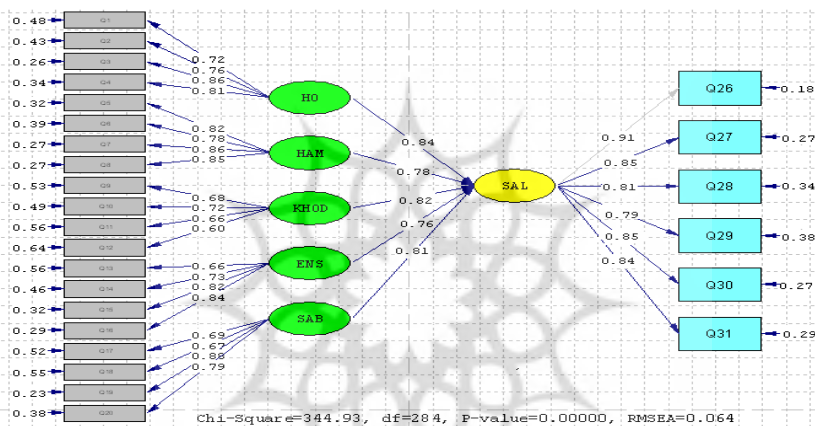 0.48 Q1
0.43 Q2
0.26 Q3
0.34 Q4
0.32 Q5
0.39 Q6
0.27 Q7
0.27 Q8
0.53 Q9
0.49 Q10
0.56 Q11
0.64 Q12
0.56 Q13
0.46 Q14
0.32 Q15
0.29 Q16
0.52 Q17
0.55 Q18
0.23 Q19
0.38 Q20
0.72
0.76
0.86
0.81
0.82
0.78
0.86
0.85
0.68
0.72
0.66
0.60
0.66
0.73
0.82
0.84
0.69
0.67
0.88
0.79
HO
HAM
KHOD
ENS
SAB
0.84
0.78
0.82
0.76
0.81
SAL
0.91
0.85
0.81
0.79
0.85
0.84
Q26 0.18
Q27 0.27
Q28 0.34
Q29 0.38
Q30 0.27
Q31 0.29
Chi-Square=344.93, df=284, P-value=0.00000, RMSEA=0.064